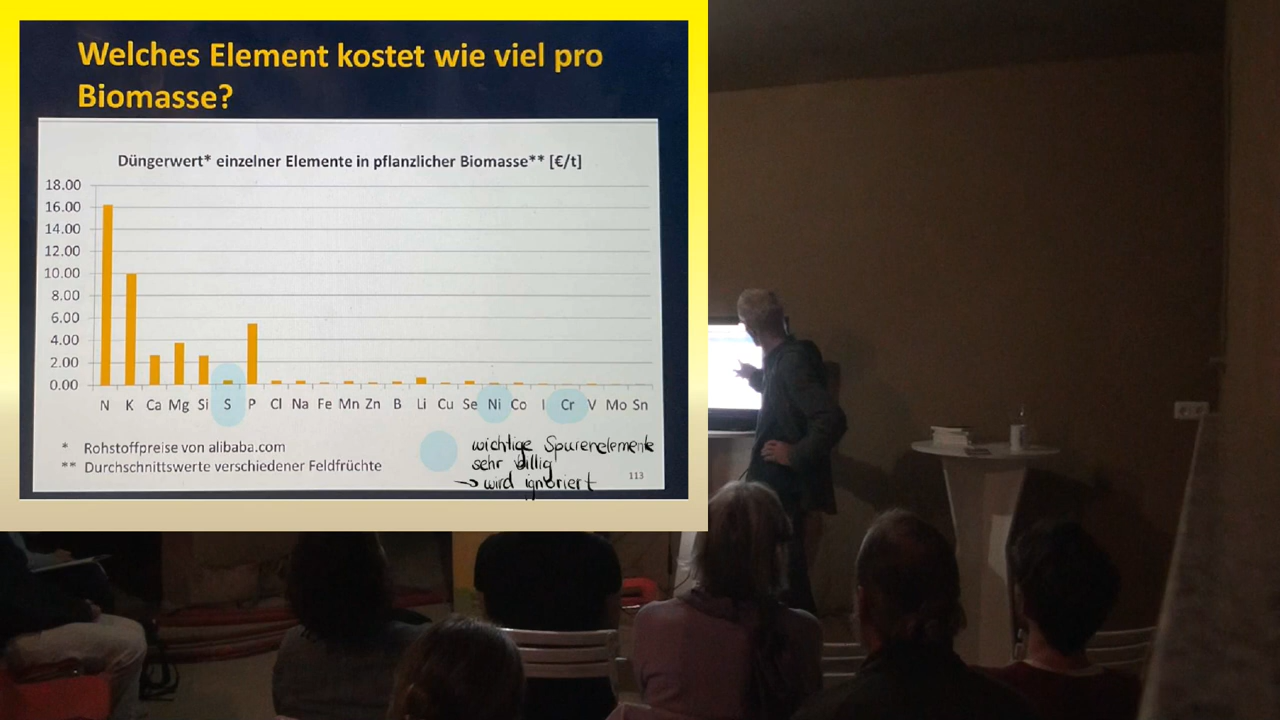 Welches Element kostet wie viel pro
Biomasse?
Düngerwert* einzelner Elemente in pflanzlicher Biomasse** [€/t]
18.00
16.00
14.00
12.00
10.00
8.00
6.00
4.00
2.00
0.00
N K Ca Mg Si S P Cl Na Fe Mn Zn B Li Cu Se Ni Co I Cr V Mo Sn
* Rohstoffpreise von alibaba.com
** Durchschnittswerte verschiedener Feldfrüchte
wichtige Spurenelemente
sehr billig
→ wird ignoriert
113